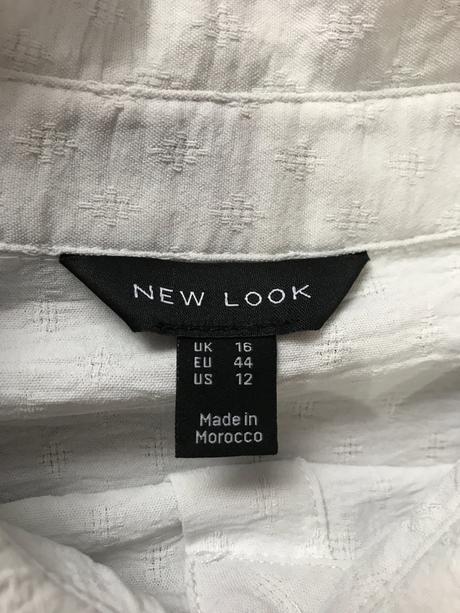 NEW LOOK
UK 16
EU 44
US 12
Made in
Morocco